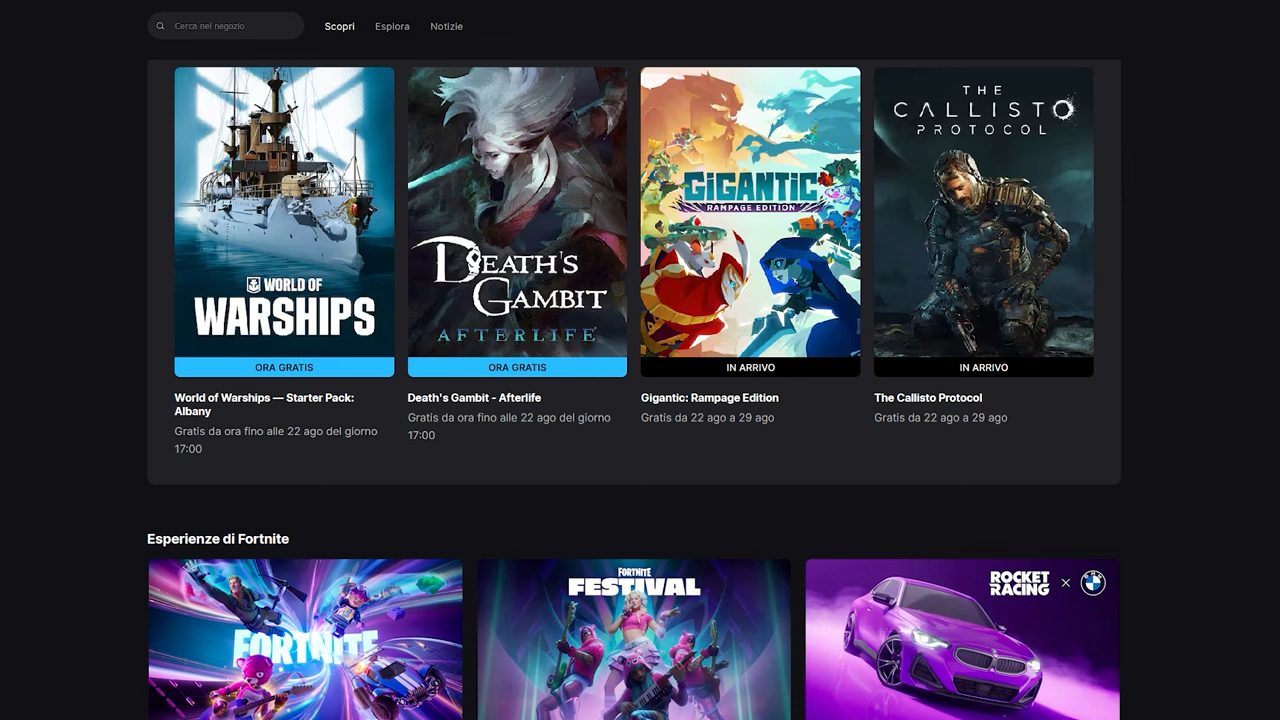 Cerca nel negozio
Scopri
Esplora
Notizie
WORLD OF
WARSHIPS
DEATH'S
GAMBIT
AFTERLIFE
GIGANTIC
RAMPAGE EDITION
THE
CALLISTO
PROTOCOL
ORA GRATIS
ORA GRATIS
IN ARRIVO
IN ARRIVO
World of Warships — Starter Pack:
Albany
Gratis da ora fino alle 22 ago del giorno
17:00
Death's Gambit - Afterlife
Gratis da ora fino alle 22 ago del giorno
17:00
Gigantic: Rampage Edition
Gratis da 22 ago a 29 ago
The Callisto Protocol
Gratis da 22 ago a 29 ago
Esperienze di Fortnite
FORTNITE
FORTNITE
FESTIVAL
ROCKET
RACING
X
BMW